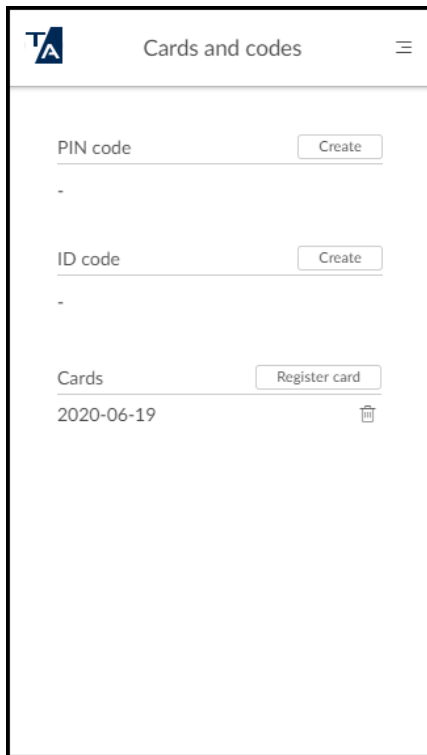 TA
Cards and codes
PIN code Create
-
ID code Create
-
Cards Register card
2020-06-19